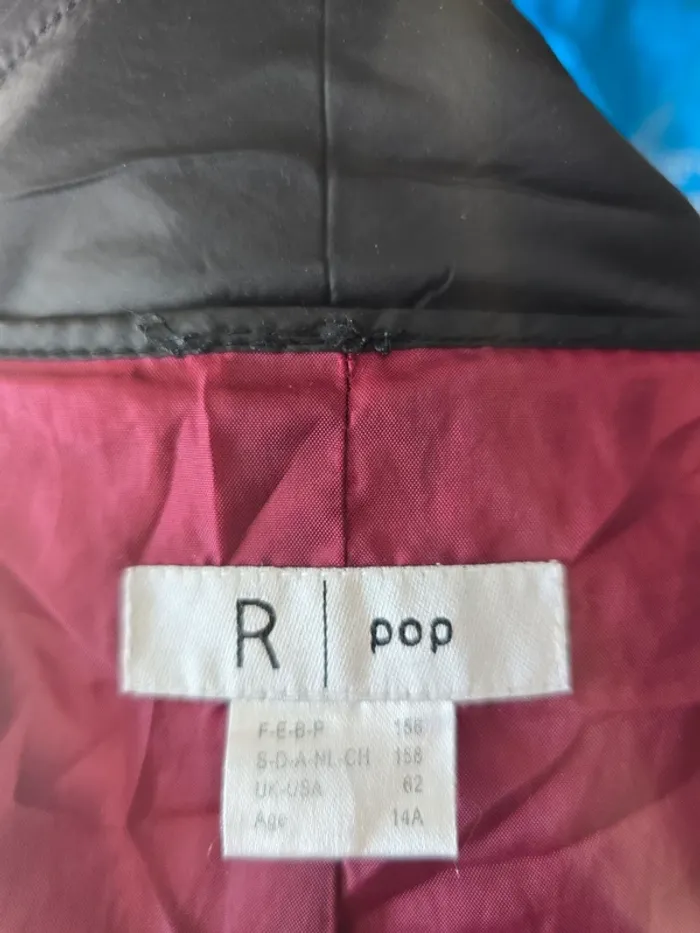 R | pop
F-E-B-P 156
S-D-A-NL-CH 158
UK-USA 62
Age 14A